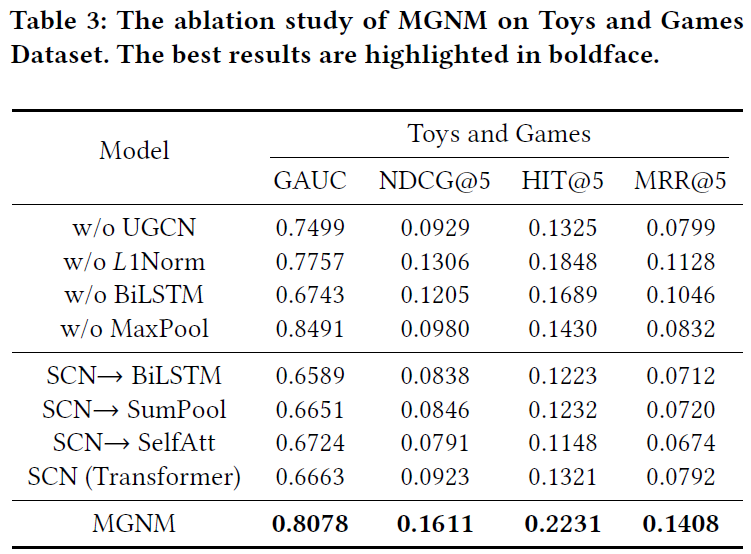 Table 3: The ablation study of MGNM on Toys and Games
Dataset. The best results are highlighted in boldface.
Model
Toys and Games
GAUC NDCG@5 HIT@5 MRR@5
w/o UGCN 0.7499 0.0929 0.1325 0.0799
w/o L1Norm 0.7757 0.1306 0.1848 0.1128
w/o BiLSTM 0.6743 0.1205 0.1689 0.1046
w/o MaxPool 0.8491 0.0980 0.1430 0.0832
SCN→ BiLSTM 0.6589 0.0838 0.1223 0.0712
SCN→ SumPool 0.6651 0.0846 0.1232 0.0720
SCN→ SelfAtt 0.6724 0.0791 0.1148 0.0674
SCN (Transformer) 0.6663 0.0923 0.1321 0.0792
MGNM 0.8078 0.1611 0.2231 0.1408